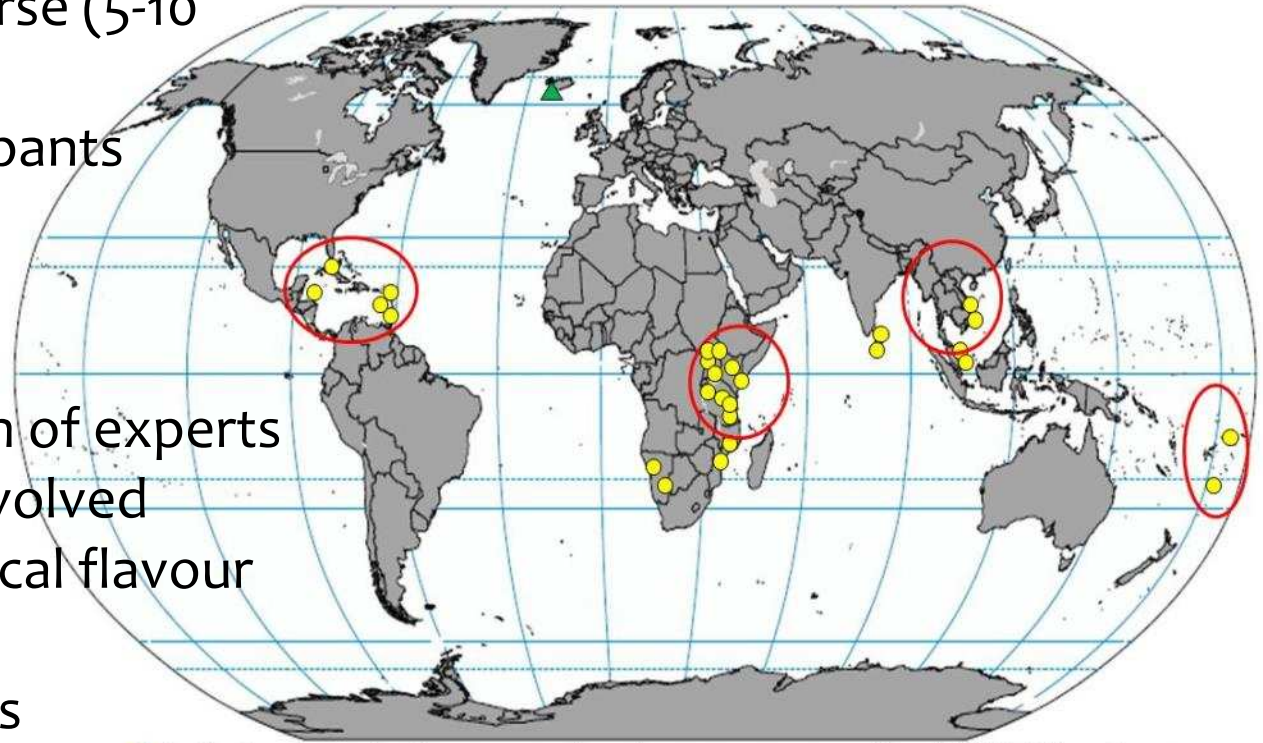 rse (5-10
pants
n of experts
volved
cal flavour
s